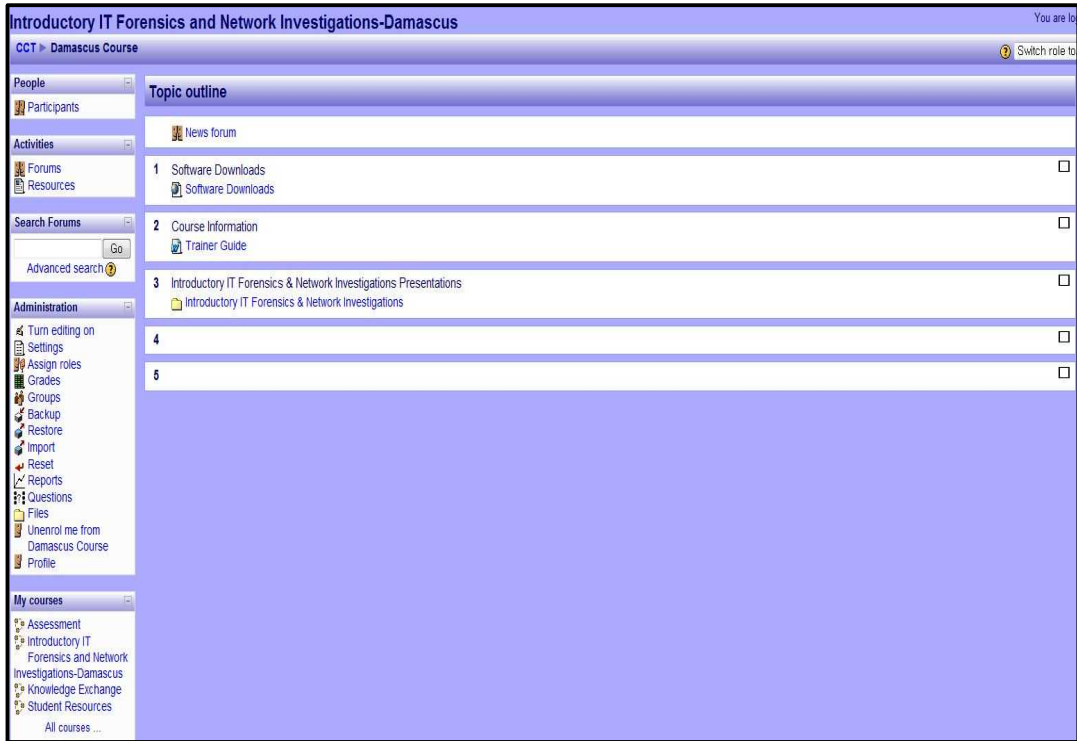 Introductory IT Forensics and Network Investigations-Damascus
You are lo
CCT ► Damascus Course
Switch role to
People
Participants
Activities
Forums
Resources
Search Forums
Go
Advanced search
Administration
Turn editing on
Settings
Assign roles
Grades
Groups
Backup
Restore
Import
Reset
Reports
Questions
Files
Unenrol me from
Damascus Course
Profile
My courses
Assessment
Introductory IT
Forensics and Network
Investigations-Damascus
Knowledge Exchange
Student Resources
All courses ...
Topic outline
News forum
1 Software Downloads
Software Downloads
2 Course Information
Trainer Guide
3 Introductory IT Forensics & Network Investigations Presentations
Introductory IT Forensics & Network Investigations
4
5